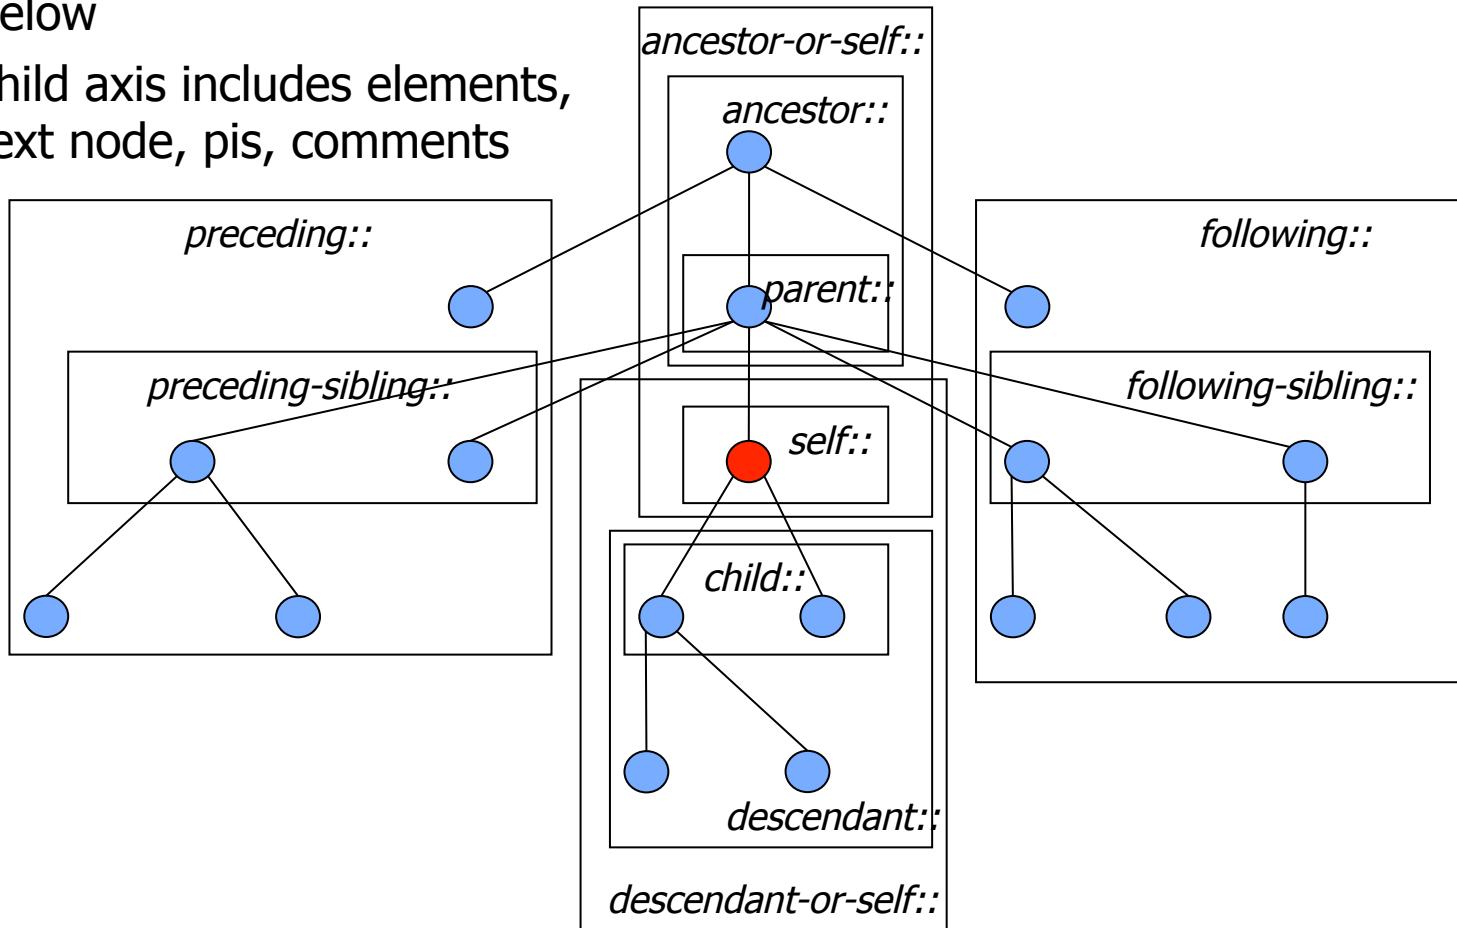 elow
hild axis includes elements,
ext node, pis, comments
ancestor-or-self::
ancestor::
preceding::
following::
parent::
preceding-sibling::
following-sibling::
self::
child::
descendant::
descendant-or-self::